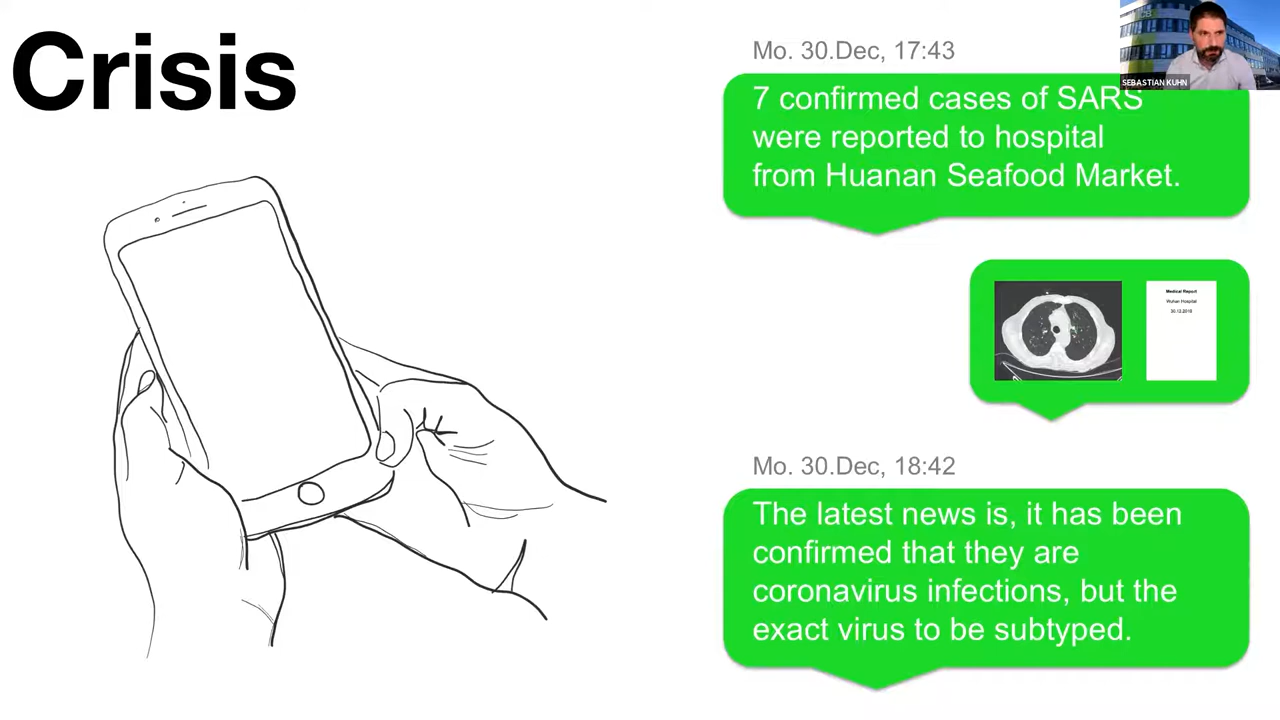 Crisis
Mo. 30.Dec, 17:43
SEBASTIAN KUHN
7 confirmed cases of SARS
were reported to hospital
from Huanan Seafood Market.
Medical Report
Wuhan Hospital
Mo. 30.Dec, 18:42
The latest news is, it has been
confirmed that they are
coronavirus infections, but the
exact virus to be subtyped.